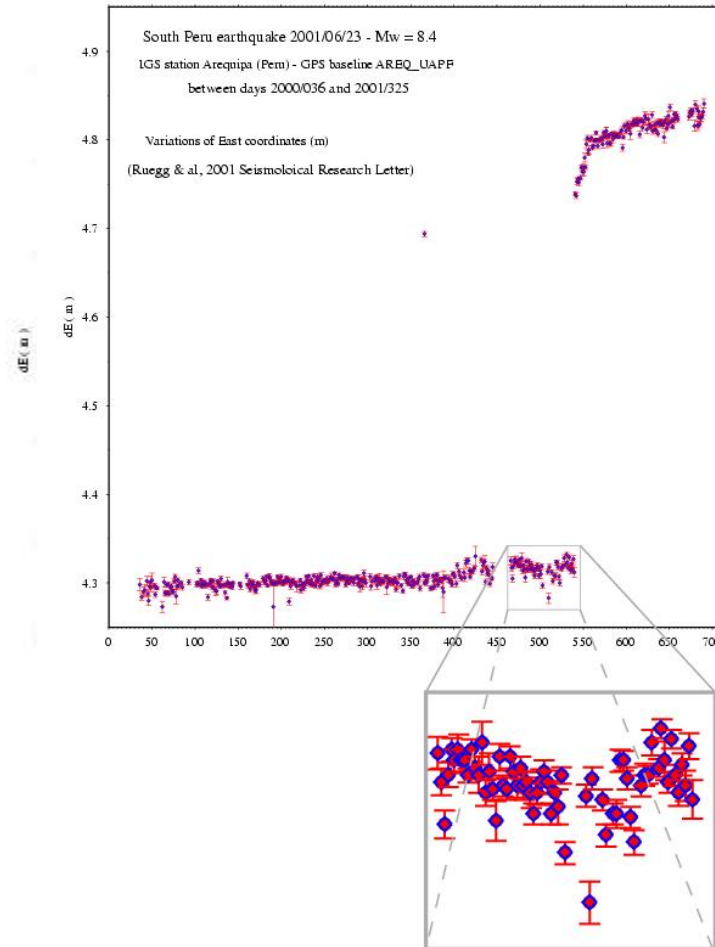 South Peru earthquake 2001/06/23 - Mw = 8.4
IGS station Arequipa (Peru) - GPS baseline AREQ_UAPF
between days 2000/036 and 2001/325
Variations of East coordinates (m)
(Ruegg & al, 2001 Seismoloical Research Letter)
4.9
4.8
4.7
4.6
4.5
4.4
4.3
dE ( m )
dE ( m )
0 50 100 150 200 250 300 350 400 450 500 550 600 650 700